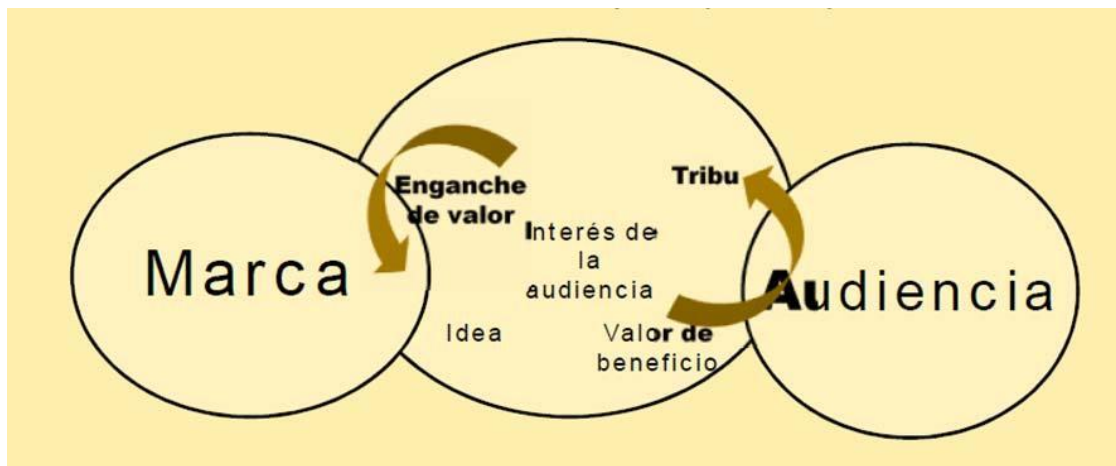 Enganche
de valor
Tribu
Interés de
la
audiencia
Marca
Audiencia
Idea
Valor de
beneficio